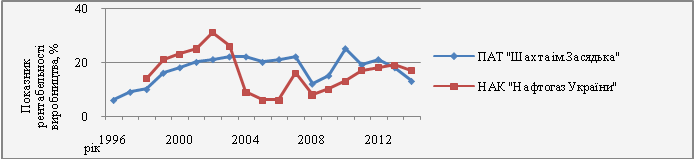 Показник
рентабельності
виробництва, %
40
20
0
1996 2000 2004 2008 2012
рік
ПАТ "Шахта ім.Засядька"
НАК "Нафтогаз України"